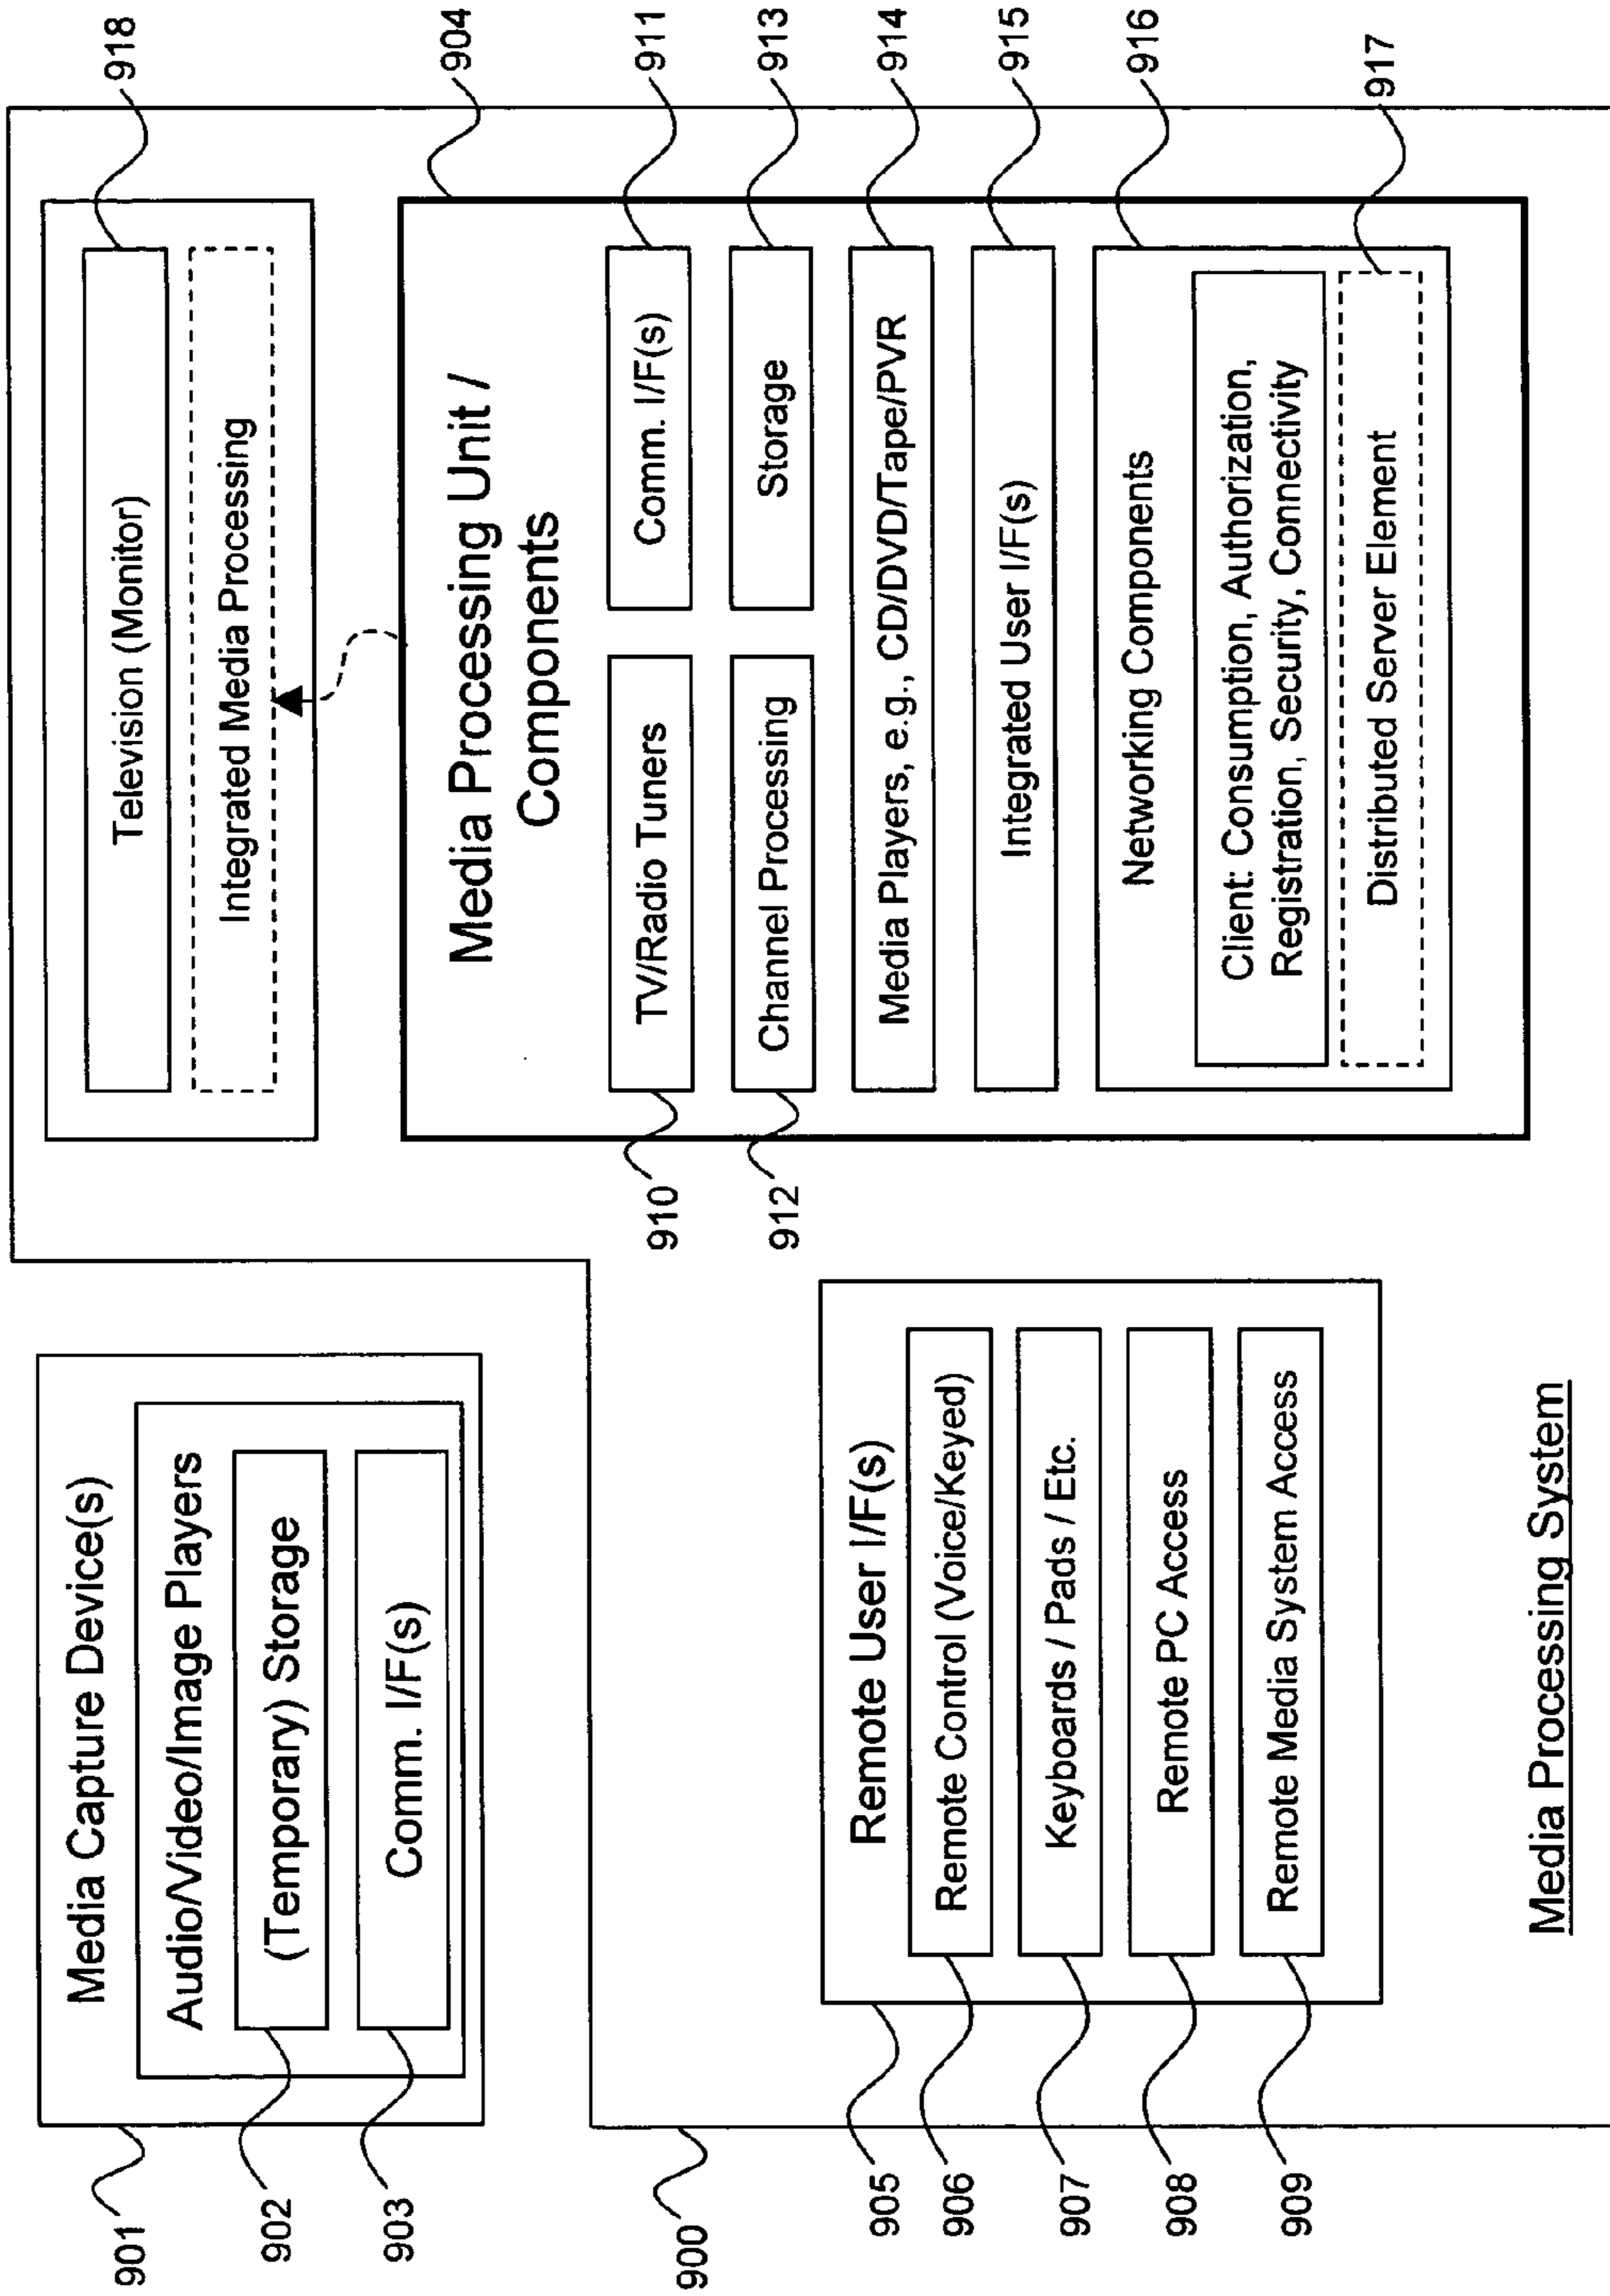 Media Capture Device(s)
Audio/Video/Image Players
(Temporary) Storage
Comm. I/F(s)
901
902
903
900
Remote User I/F(s)
Remote Control (Voice/Keyed)
Keyboards / Pads / Etc.
Remote PC Access
Remote Media System Access
905
906
907
908
909
Media Processing System
Television (Monitor)
Integrated Media Processing
918
Media Processing Unit /
Components
904
TV/Radio Tuners
Comm. I/F(s)
910
911
Channel Processing
Storage
912
913
Media Players, e.g., CD/DVD/Tape/PVR
914
Integrated User I/F(s)
915
Networking Components
916
Client: Consumption, Authorization,
Registration, Security, Connectivity
Distributed Server Element
917